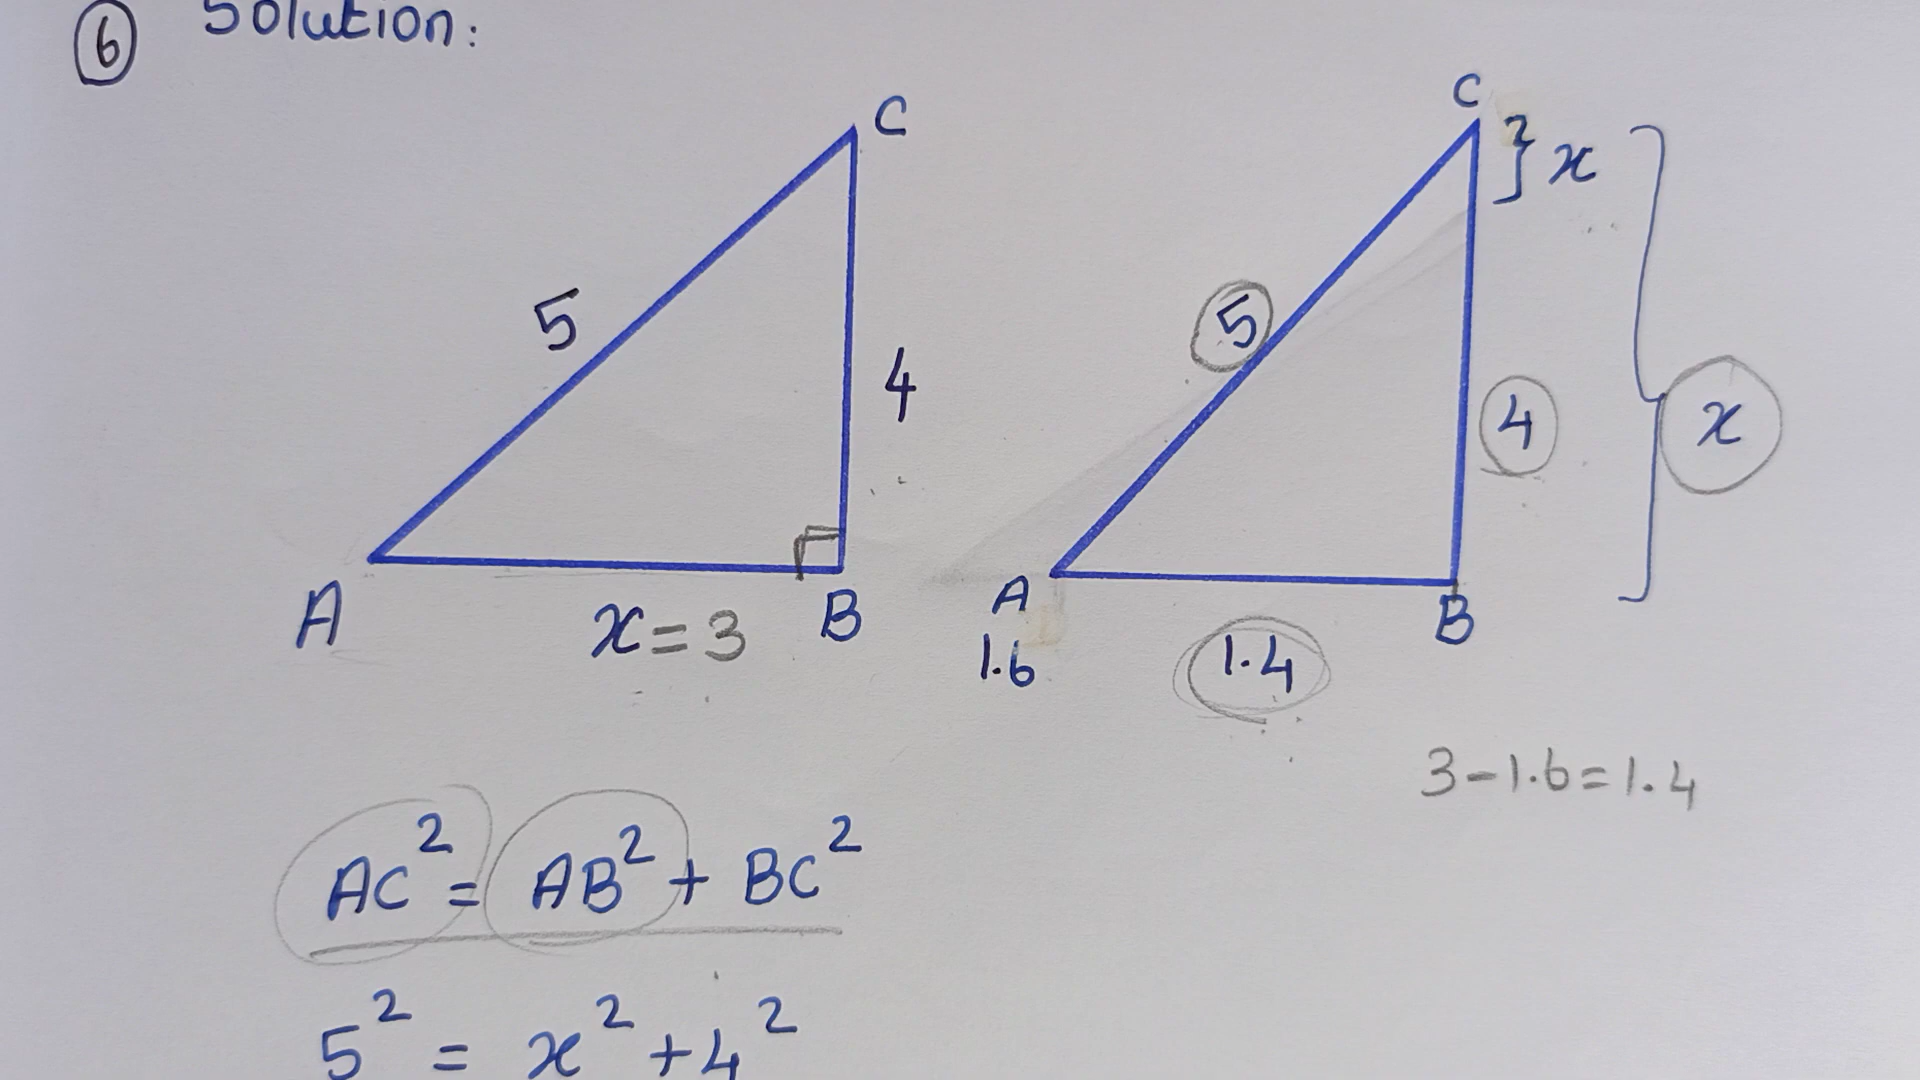 6 Solution:
C
5
4
A
B
x = 3
C
2
} x
5
4
x
A
1.6
1.4
B
3 - 1.6 = 1.4
AC² = AB² + BC²
5² = x² + 4²